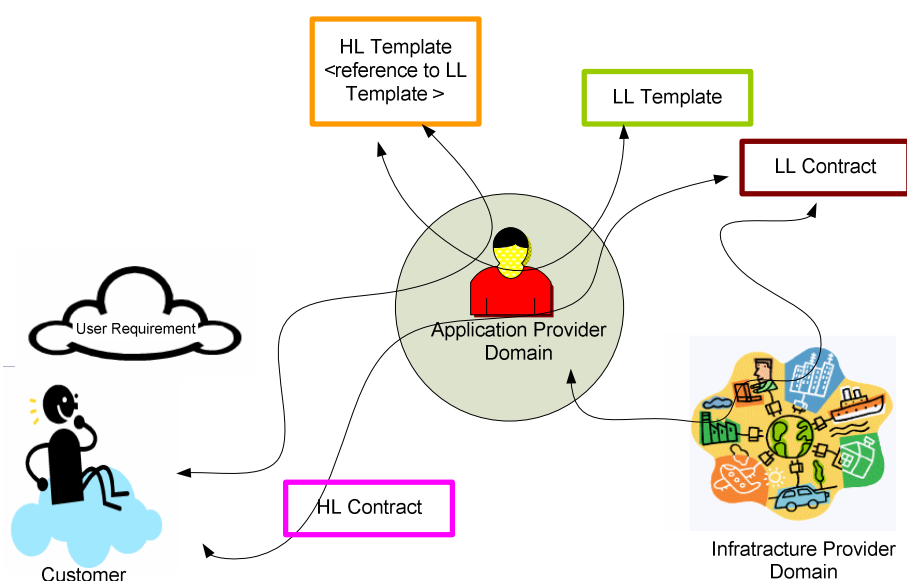 HL Template
<reference to LL
Template >
LL Template
LL Contract
User Requirement
Application Provider
Domain
HL Contract
Infratracture Provider
Domain
Customer